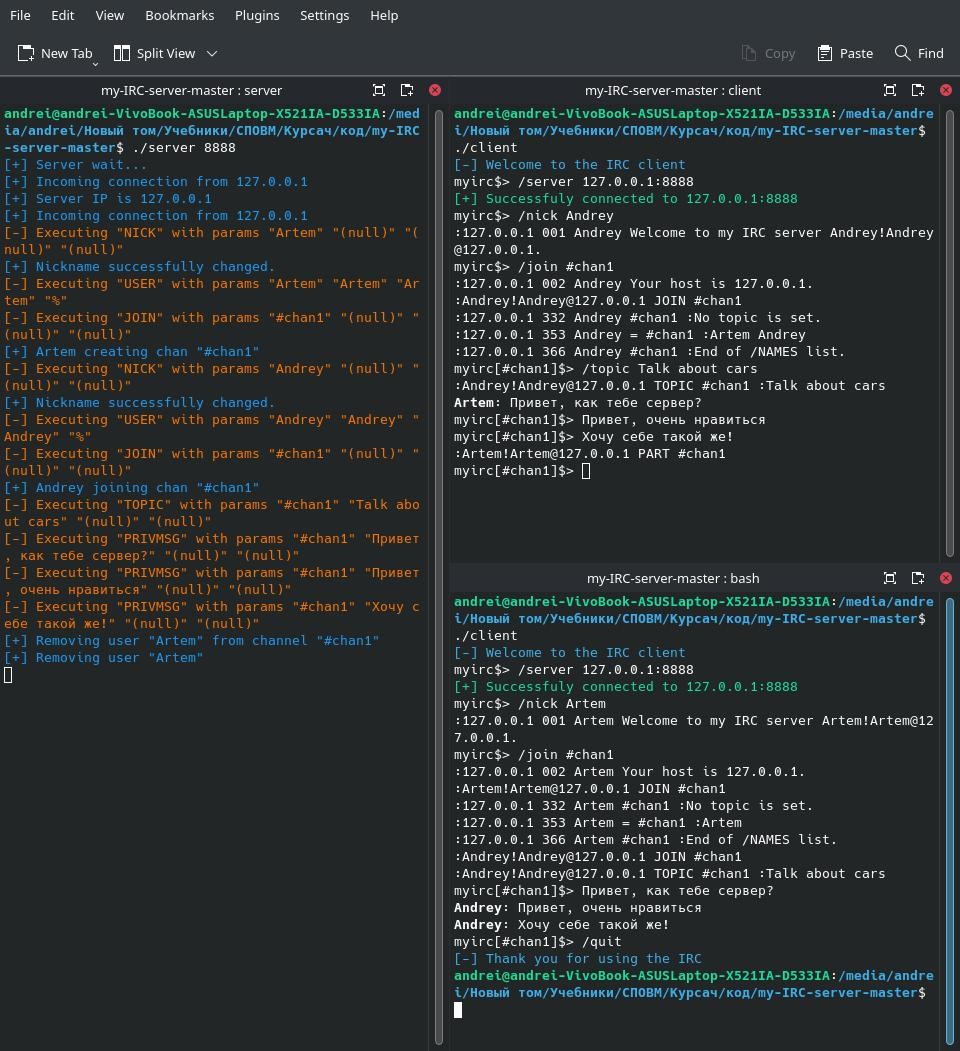 File Edit View Bookmarks Plugins Settings Help
New Tab Split View Copy Paste Find
my-IRC-server-master : server
andrei@andrei-VivoBook-ASUSLaptop-X521IA-D533IA:/med
ia/andrei/Новый том/Учебники/СПОВМ/Курсач/код/my-IRC
-server-master$ ./server 8888
[+] Server wait...
[+] Incoming connection from 127.0.0.1
[+] Server IP is 127.0.0.1
[+] Incoming connection from 127.0.0.1
[-] Executing "NICK" with params "Artem" "(null)" "(
null)" "(null)"
[+] Nickname successfully changed.
[-] Executing "USER" with params "Artem" "Artem" "Ar
tem" "%"
[-] Executing "JOIN" with params "#chan1" "(null)" "
(null)" "(null)"
[+] Artem creating chan "#chan1"
[-] Executing "NICK" with params "Andrey" "(null)" "
(null)" "(null)"
[+] Nickname successfully changed.
[-] Executing "USER" with params "Andrey" "Andrey" "
Andrey" "%"
[-] Executing "JOIN" with params "#chan1" "(null)" "
(null)" "(null)"
[+] Andrey joining chan "#chan1"
[-] Executing "TOPIC" with params "#chan1" "Talk abo
ut cars" "(null)" "(null)"
[-] Executing "PRIVMSG" with params "#chan1" "Привет
, как тебе сервер?" "(null)" "(null)"
[-] Executing "PRIVMSG" with params "#chan1" "Привет
, очень нравиться" "(null)" "(null)"
[-] Executing "PRIVMSG" with params "#chan1" "Хочу с
ебе такой же!" "(null)" "(null)"
[+] Removing user "Artem" from channel "#chan1"
[+] Removing user "Artem"
my-IRC-server-master : client
andrei@andrei-VivoBook-ASUSLaptop-X521IA-D533IA:/media/andre
i/Новый том/Учебники/СПОВМ/Курсач/код/my-IRC-server-master$
./client
[-] Welcome to the IRC client
myirc$> /server 127.0.0.1:8888
[+] Successfuly connected to 127.0.0.1:8888
myirc$> /nick Andrey
:127.0.0.1 001 Andrey Welcome to my IRC server Andrey!Andrey
@127.0.0.1.
myirc$> /join #chan1
:127.0.0.1 002 Andrey Your host is 127.0.0.1.
:Andrey!Andrey@127.0.0.1 JOIN #chan1
:127.0.0.1 332 Andrey #chan1 :No topic is set.
:127.0.0.1 353 Andrey = #chan1 :Artem Andrey
:127.0.0.1 366 Andrey #chan1 :End of /NAMES list.
myirc[#chan1]$> /topic Talk about cars
:Andrey!Andrey@127.0.0.1 TOPIC #chan1 :Talk about cars
Artem: Привет, как тебе сервер?
myirc[#chan1]$> Привет, очень нравиться
myirc[#chan1]$> Хочу себе такой же!
:Artem!Artem@127.0.0.1 PART #chan1
myirc[#chan1]$>
my-IRC-server-master : bash
andrei@andrei-VivoBook-ASUSLaptop-X521IA-D533IA:/media/andre
i/Новый том/Учебники/СПОВМ/Курсач/код/my-IRC-server-master$
./client
[-] Welcome to the IRC client
myirc$> /server 127.0.0.1:8888
[+] Successfuly connected to 127.0.0.1:8888
myirc$> /nick Artem
:127.0.0.1 001 Artem Welcome to my IRC server Artem!Artem@12
7.0.0.1.
myirc$> /join #chan1
:127.0.0.1 002 Artem Your host is 127.0.0.1.
:Artem!Artem@127.0.0.1 JOIN #chan1
:127.0.0.1 332 Artem #chan1 :No topic is set.
:127.0.0.1 353 Artem = #chan1 :Artem
:127.0.0.1 366 Artem #chan1 :End of /NAMES list.
:Andrey!Andrey@127.0.0.1 JOIN #chan1
:Andrey!Andrey@127.0.0.1 TOPIC #chan1 :Talk about cars
myirc[#chan1]$> Привет, как тебе сервер?
Andrey: Привет, очень нравиться
Andrey: Хочу себе такой же!
myirc[#chan1]$> /quit
[-] Thank you for using the IRC
andrei@andrei-VivoBook-ASUSLaptop-X521IA-D533IA:/media/andre
i/Новый том/Учебники/СПОВМ/Курсач/код/my-IRC-server-master$